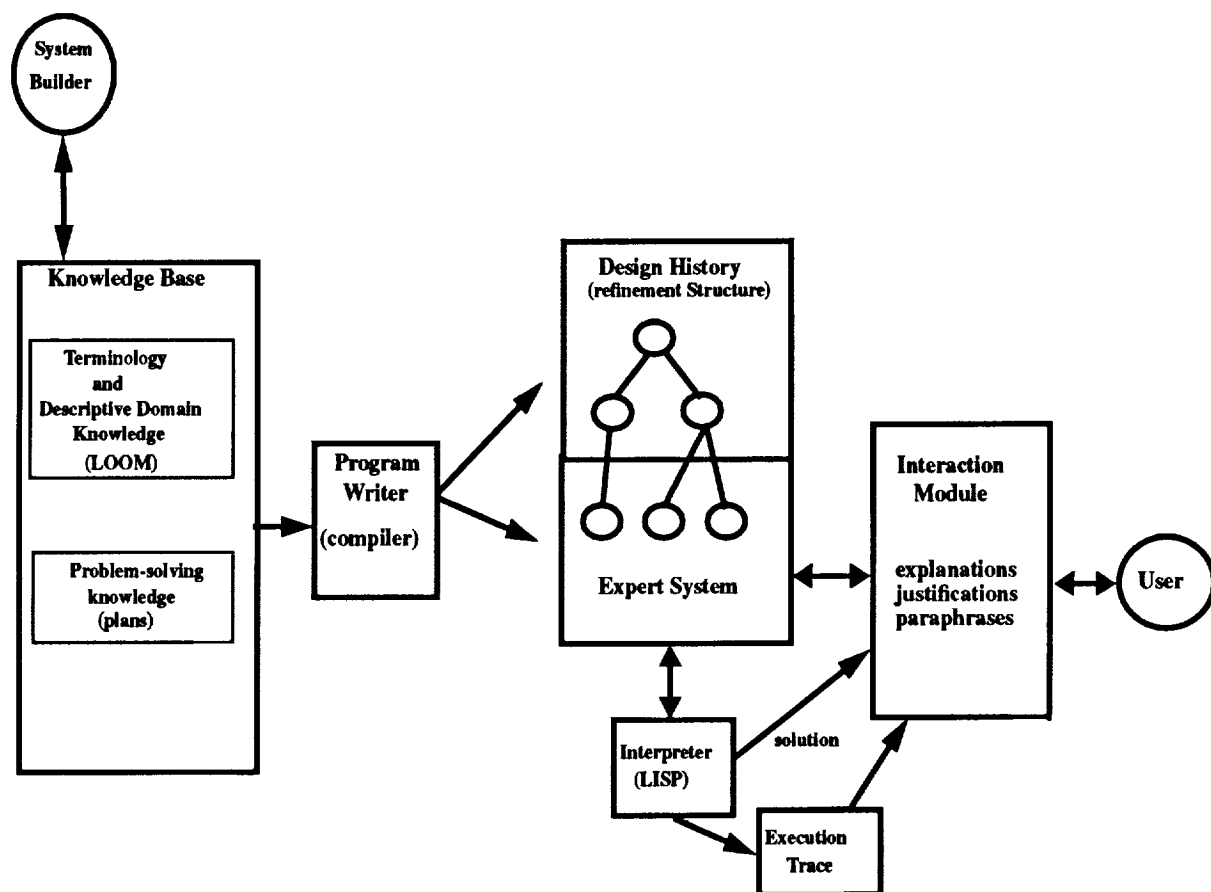 System
Builder
Knowledge Base
Terminology
and
Descriptive Domain
Knowledge
(LOOM)
Problem-solving
knowledge
(plans)
Program
Writer
(compiler)
Design History
(refinement Structure)
Expert System
Interpreter
(LISP)
solution
Execution
Trace
Interaction
Module
explanations
justifications
paraphrases
User